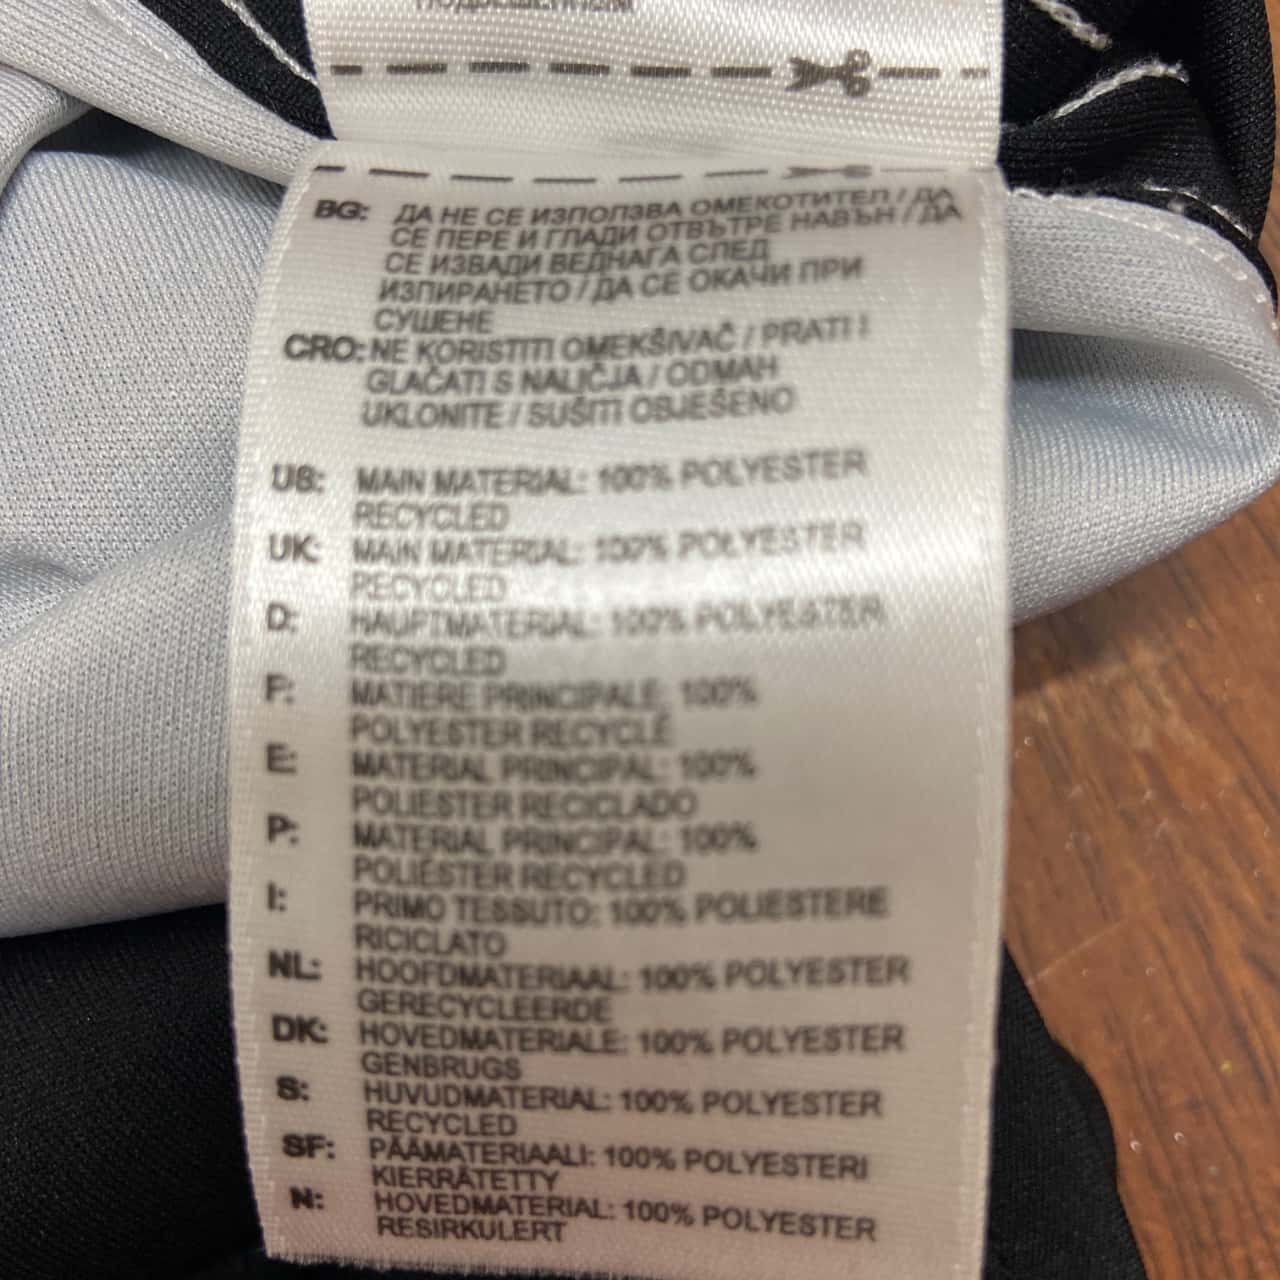 BG: ДА НЕ СЕ ИЗПОЛЗВА ОМЕКОТИТЕЛ / ДА
СЕ ПЕРЕ И ГЛАДИ ОТВЪТРЕ НАВЪН / ДА
СЕ ИЗВАДИ ВЕДНАГА СЛЕД
ИЗПИРАНЕТО / ДА СЕ ОКАЧИ ПРИ
СУШЕНЕ
CRO: NE KORISTITI OMEKŠIVAČ / PRATI I
GLAČATI S NALIČJA / ODMAH
UKLONITE / SUŠITI OBJEŠENO
US: MAIN MATERIAL: 100% POLYESTER
RECYCLED
UK: MAIN MATERIAL: 100% POLYESTER
RECYCLED
D: HAUPTMATERIAL: 100% POLYESTER
RECYCLED
F: MATIERE PRINCIPALE: 100%
POLYESTER RECYCLÉ
E: MATERIAL PRINCIPAL: 100%
POLIESTER RECICLADO
P: MATERIAL PRINCIPAL: 100%
POLIÉSTER RECYCLED
I: PRIMO TESSUTO: 100% POLIESTERE
RICICLATO
NL: HOOFDMATERIAAL: 100% POLYESTER
GERECYCLEERDE
DK: HOVEDMATERIALE: 100% POLYESTER
GENBRUGS
S: HUVUDMATERIAL: 100% POLYESTER
RECYCLED
SF: PÄÄMATERIAALI: 100% POLYESTERI
KIERRÄTETTY
N: HOVEDMATERIAL: 100% POLYESTER
RESIRKULERT